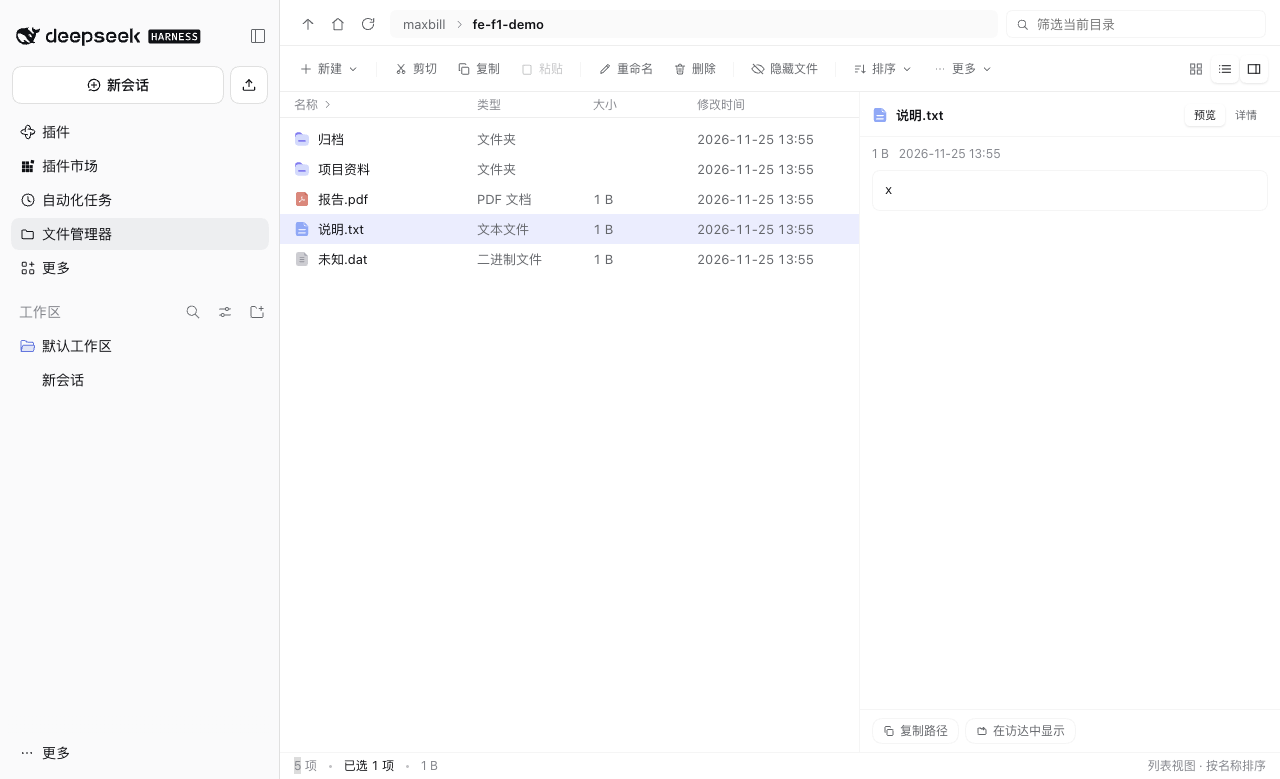 deepseek HARNESS
新会话
插件
插件市场
自动化任务
文件管理器
更多
工作区
默认工作区
新会话
更多
maxbill fe-f1-demo
筛选当前目录
新建 剪切 复制 粘贴 重命名 删除 隐藏文件 排序 更多
名称 类型 大小 修改时间
归档 文件夹 2026-11-25 13:55
项目资料 文件夹 2026-11-25 13:55
报告.pdf PDF 文档 1 B 2026-11-25 13:55
说明.txt 文本文件 1 B 2026-11-25 13:55
未知.dat 二进制文件 1 B 2026-11-25 13:55
说明.txt 预览 详情
1 B 2026-11-25 13:55
x
复制路径 在访达中显示
5 项 • 已选 1 项 • 1 B
列表视图 · 按名称排序